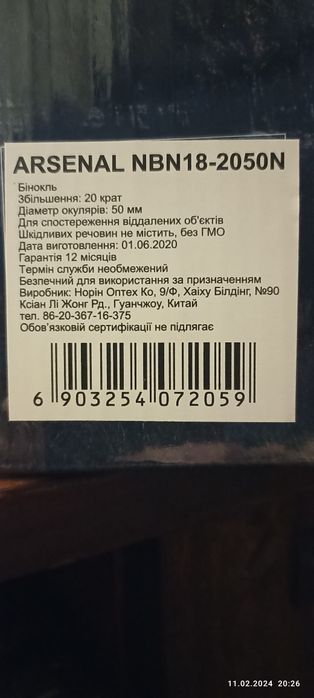 ARSENAL NBN18-2050N
Бінокль
Збільшення: 20 крат
Діаметр окулярів: 50 мм
Для спостереження віддалених об'єктів
Шкідливих речовин не містить, без ГМО
Дата виготовлення: 01.06.2020
Гарантія 12 місяців
Термін служби необмежений
Безпечний для використання за призначенням
Виробник: Норін Оптех Ко, 9/Ф, Хаіху Білдінг, №90
Ксіан Лі Жонг Рд., Гуанчжоу, Китай
тел. 86-20-367-16-375
Обов'язковій сертифікації не підлягає
6 903254 072059
11.02.2024 20:26